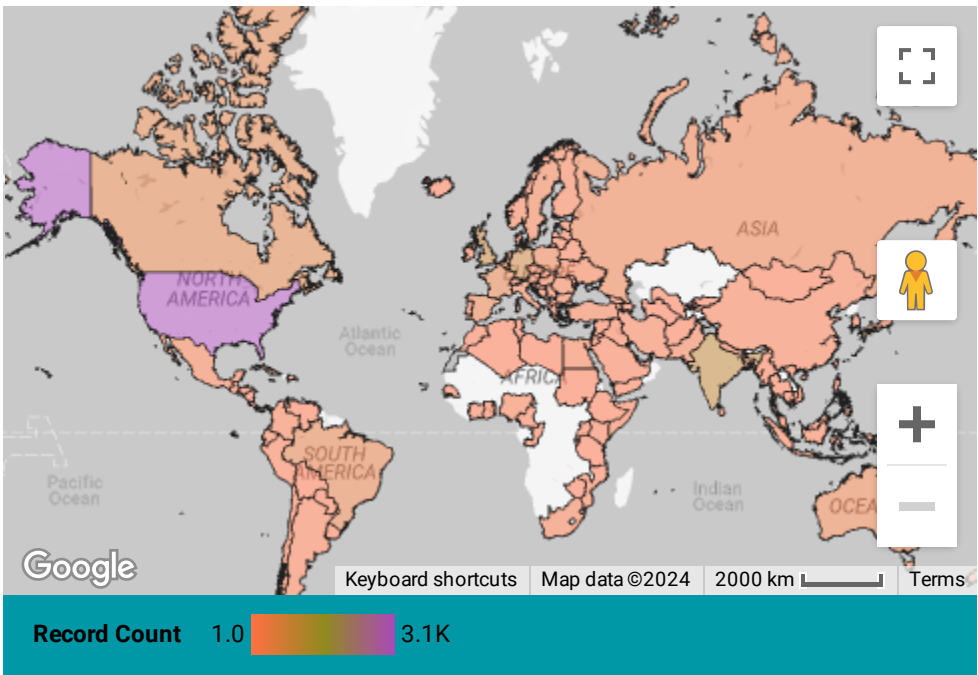 ASIA
NORTH
AMERICA
EUROPE
Atlantic
Ocean
AFRICA
SOUTH
AMERICA
Pacific
Ocean
Indian
Ocean
OCEA
Google
Keyboard shortcuts
Map data ©2024
2000 km
Terms
Record Count 1.0 3.1K